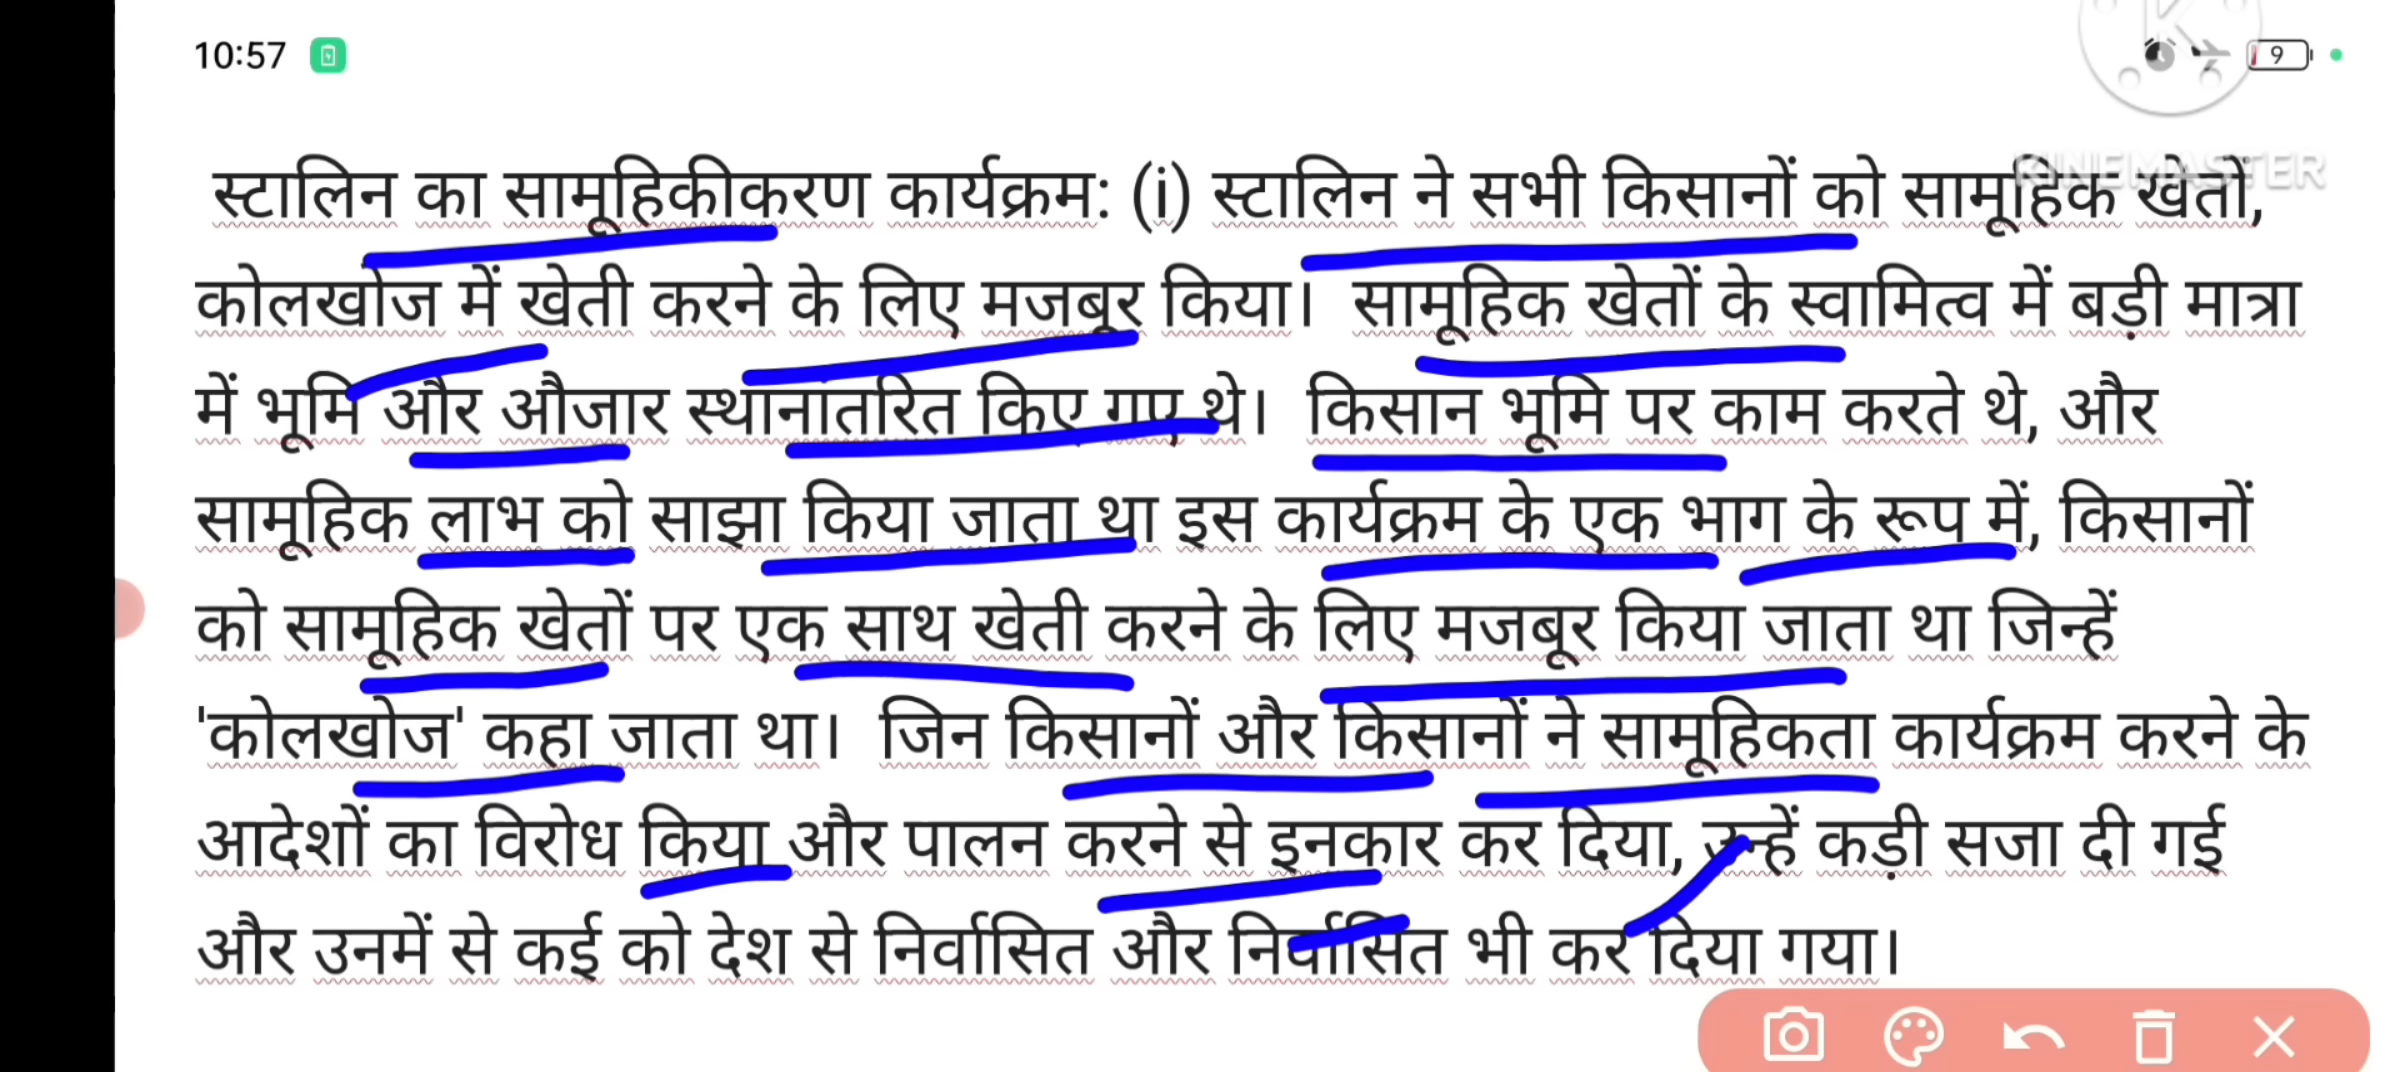 10:57
9
KINEMASTER
स्टालिन का सामूहिकीकरण कार्यक्रम: (i) स्टालिन ने सभी किसानों को सामूहिक खेतों,
कोलखोज में खेती करने के लिए मजबूर किया। सामूहिक खेतों के स्वामित्व में बड़ी मात्रा
में भूमि और औजार स्थानांतरित किए गए थे। किसान भूमि पर काम करते थे, और
सामूहिक लाभ को साझा किया जाता था इस कार्यक्रम के एक भाग के रूप में, किसानों
को सामूहिक खेतों पर एक साथ खेती करने के लिए मजबूर किया जाता था जिन्हें
'कोलखोज' कहा जाता था। जिन किसानों और किसानों ने सामूहिकता कार्यक्रम करने के
आदेशों का विरोध किया और पालन करने से इनकार कर दिया, उन्हें कड़ी सजा दी गई
और उनमें से कई को देश से निर्वासित और निर्वासित भी कर दिया गया।